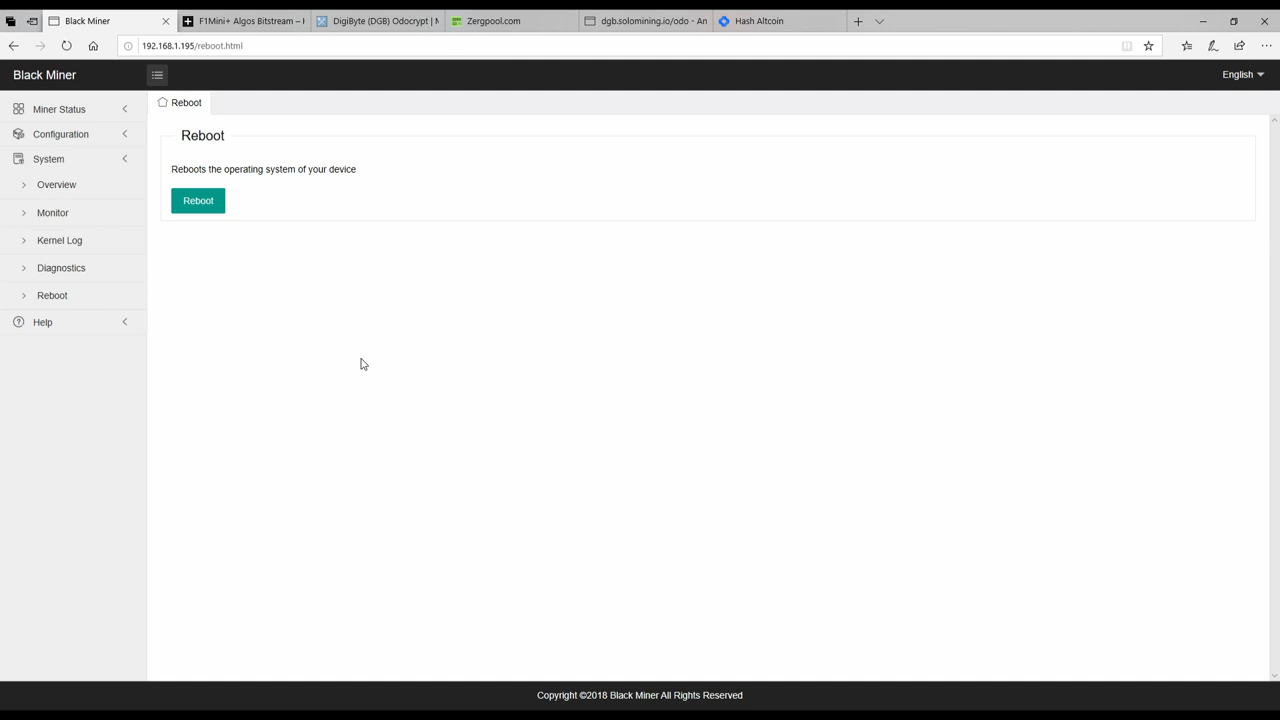 Black Miner
F1Mini+ Algos Bitstream –
DigiByte (DGB) Odocrypt |
Zergpool.com
dgb.solomining.io/odo - An
Hash Altcoin
192.168.1.195/reboot.html
Black Miner
English
Miner Status
Configuration
System
Overview
Monitor
Kernel Log
Diagnostics
Reboot
Help
Reboot
Reboot
Reboots the operating system of your device
Reboot
Copyright ©2018 Black Miner All Rights Reserved